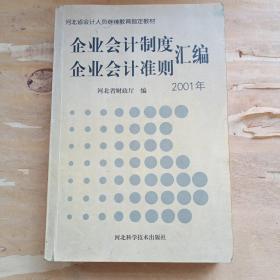 河北省会计人员继续教育指定教材
企业会计制度
企业会计准则
汇编
2001年
河北省财政厅 编
河北科学技术出版社